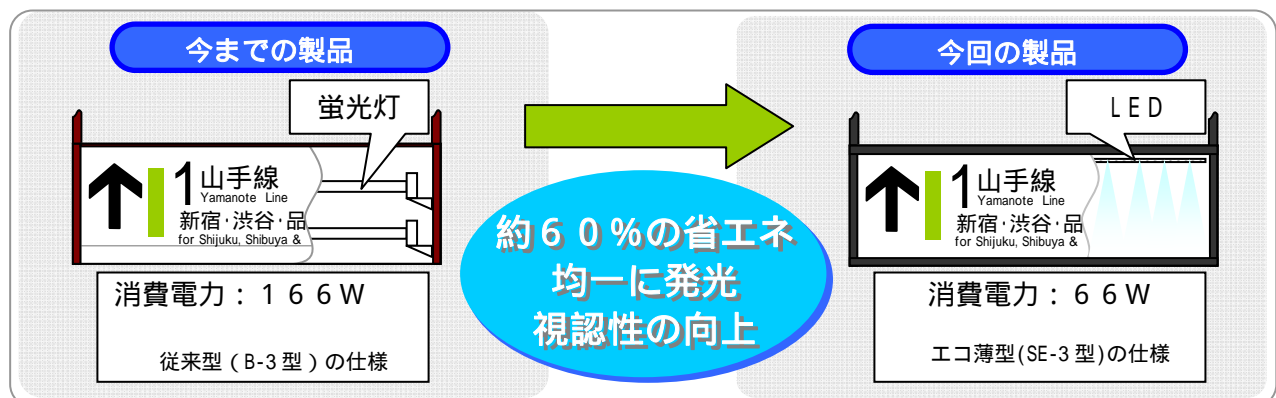 今までの製品
蛍光灯
1 山手線
Yamanote Line
新宿・渋谷・品
for Shijuku, Shibuya &
消費電力：１６６W
従来型（B-3型）の仕様
約６０％の省エネ
均一に発光
視認性の向上
今回の製品
ＬＥＤ
1 山手線
Yamanote Line
新宿・渋谷・品
for Shijuku, Shibuya &
消費電力：６６W
エコ薄型(SE-3型)の仕様